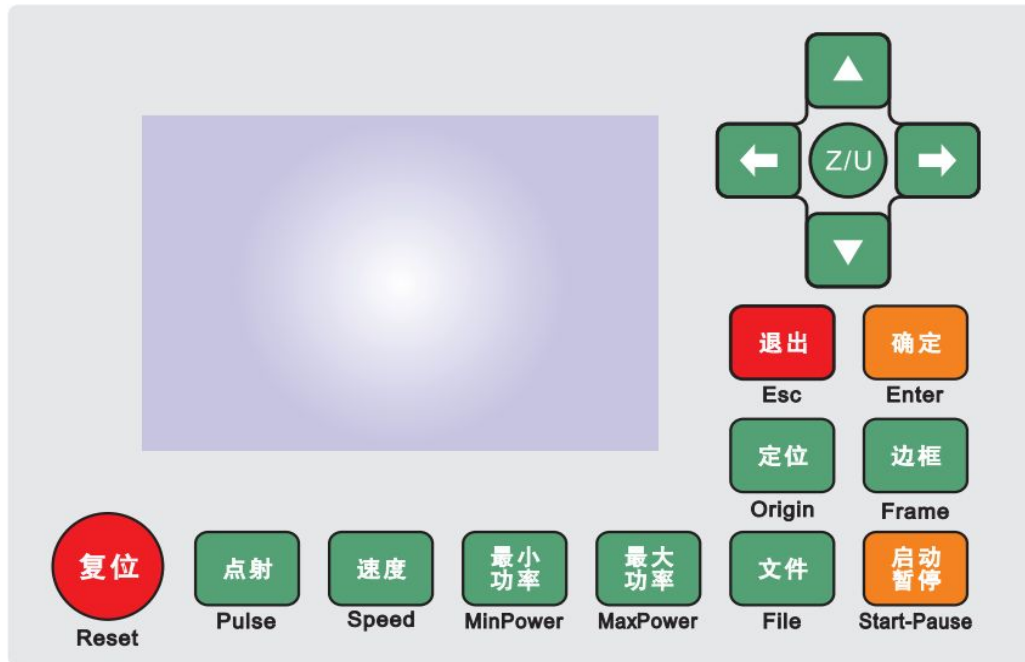 Z/U
退出
确定
Esc
Enter
定位
边框
Origin
Frame
复位
点射
速度
最小
功率
最大
功率
文件
启动
暂停
Reset
Pulse
Speed
MinPower
MaxPower
File
Start-Pause